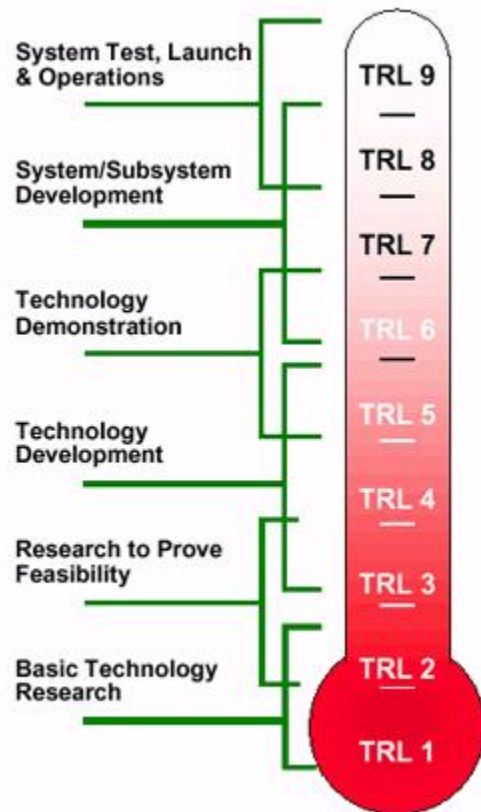 System Test, Launch
& Operations
System/Subsystem
Development
Technology
Demonstration
Technology
Development
Research to Prove
Feasibility
Basic Technology
Research
TRL 9
TRL 8
TRL 7
TRL 6
TRL 5
TRL 4
TRL 3
TRL 2
TRL 1